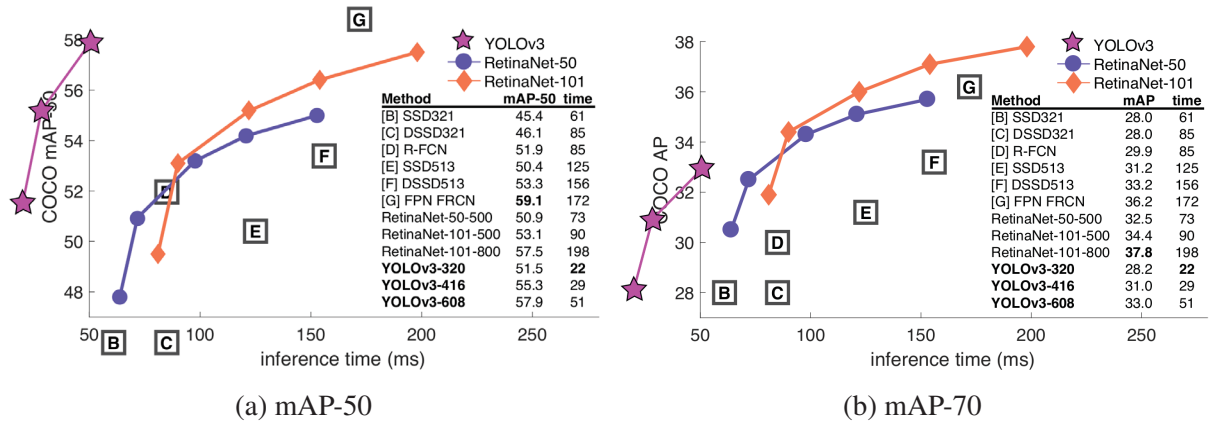 G
58
56
54
52
50
48
COCO mAP-50
YOLOv3
RetinaNet-50
RetinaNet-101
Method mAP-50 time
[B] SSD321 45.4 61
[C] DSSD321 46.1 85
[D] R-FCN 51.9 85
[E] SSD513 50.4 125
[F] DSSD513 53.3 156
[G] FPN FRCN 59.1 172
RetinaNet-50-500 50.9 73
RetinaNet-101-500 53.1 90
RetinaNet-101-800 57.5 198
YOLOv3-320 51.5 22
YOLOv3-416 55.3 29
YOLOv3-608 57.9 51
F
D
E
B
C
50 100 150 200 250
inference time (ms)
(a) mAP-50
38
36
34
32
30
28
COCO AP
YOLOv3
RetinaNet-50
RetinaNet-101
G
Method mAP time
[B] SSD321 28.0 61
[C] DSSD321 28.0 85
[D] R-FCN 29.9 85
[E] SSD513 31.2 125
[F] DSSD513 33.2 156
[G] FPN FRCN 36.2 172
RetinaNet-50-500 32.5 73
RetinaNet-101-500 34.4 90
RetinaNet-101-800 37.8 198
YOLOv3-320 28.2 22
YOLOv3-416 31.0 29
YOLOv3-608 33.0 51
F
E
D
B
C
50 100 150 200 250
inference time (ms)
(b) mAP-70